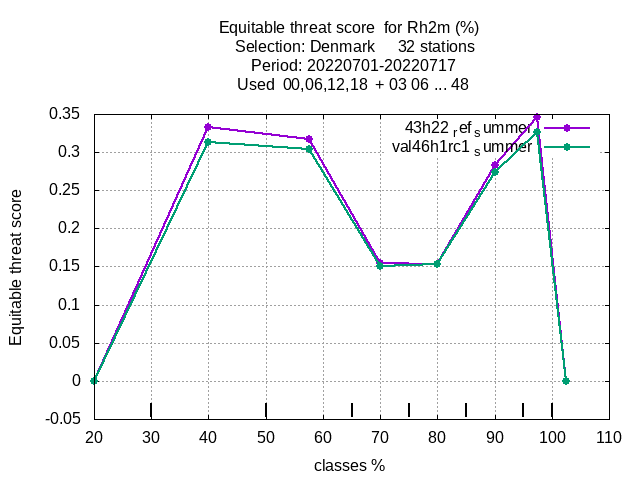 Equitable threat score for Rh2m (%)
Selection: Denmark 32 stations
Period: 20220701-20220717
Used 00,06,12,18 + 03 06 ... 48
0.35
0.3
0.25
0.2
0.15
0.1
0.05
0
-0.05
Equitable threat score
43h22refsummer
val46h1rc1summer
20 30 40 50 60 70 80 90 100 110
classes %